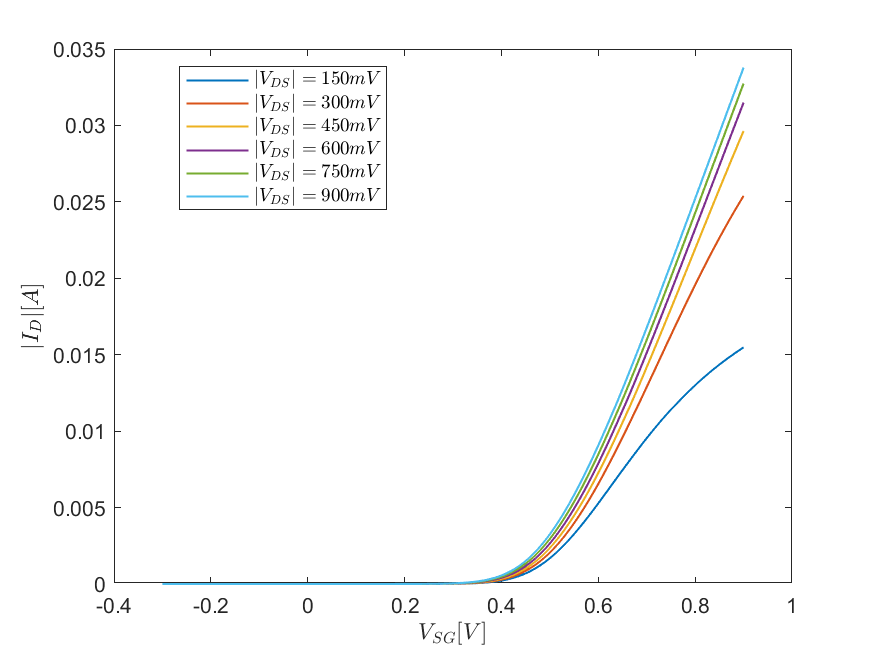 0.035
0.03
0.025
0.02
0.015
0.01
0.005
0
|I_D|[A]
|V_DS| = 150mV
|V_DS| = 300mV
|V_DS| = 450mV
|V_DS| = 600mV
|V_DS| = 750mV
|V_DS| = 900mV
-0.4 -0.2 0 0.2 0.4 0.6 0.8 1
V_SG[V]